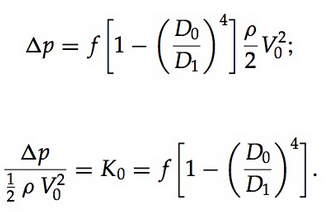 Δp = f[1 − (D₀/D₁)⁴] ρ/2 V₀²;
Δp / (½ ρ V₀²) = K₀ = f[1 − (D₀/D₁)⁴].